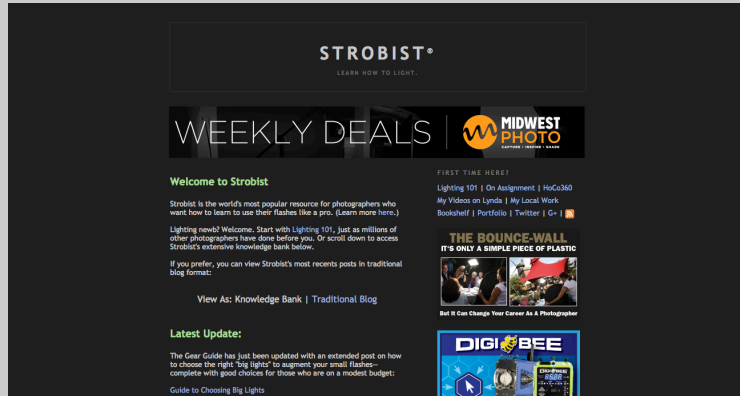 STROBIST®
LEARN HOW TO LIGHT.
WEEKLY DEALS
MIDWEST
PHOTO
CAPTURE • INSPIRE • SHARE
Welcome to Strobist
Strobist is the world's most popular resource for photographers who
want how to learn to use their flashes like a pro. (Learn more here.)
Lighting newb? Welcome. Start with Lighting 101, just as millions of
other photographers have done before you. Or scroll down to access
Strobist's extensive knowledge bank below.
If you prefer, you can view Strobist's most recents posts in traditional
blog format:
View As: Knowledge Bank | Traditional Blog
Latest Update:
The Gear Guide has just been updated with an extended post on how
to choose the right "big lights" to augment your small flashes—
complete with good choices for those who are on a modest budget:
Guide to Choosing Big Lights
FIRST TIME HERE?
Lighting 101 | On Assignment | HoCo360
My Videos on Lynda | My Local Work
Bookshelf | Portfolio | Twitter | G+ |
THE BOUNCE-WALL
IT'S ONLY A SIMPLE PIECE OF PLASTIC
But It Can Change Your Career As A Photographer
DIGI BEE